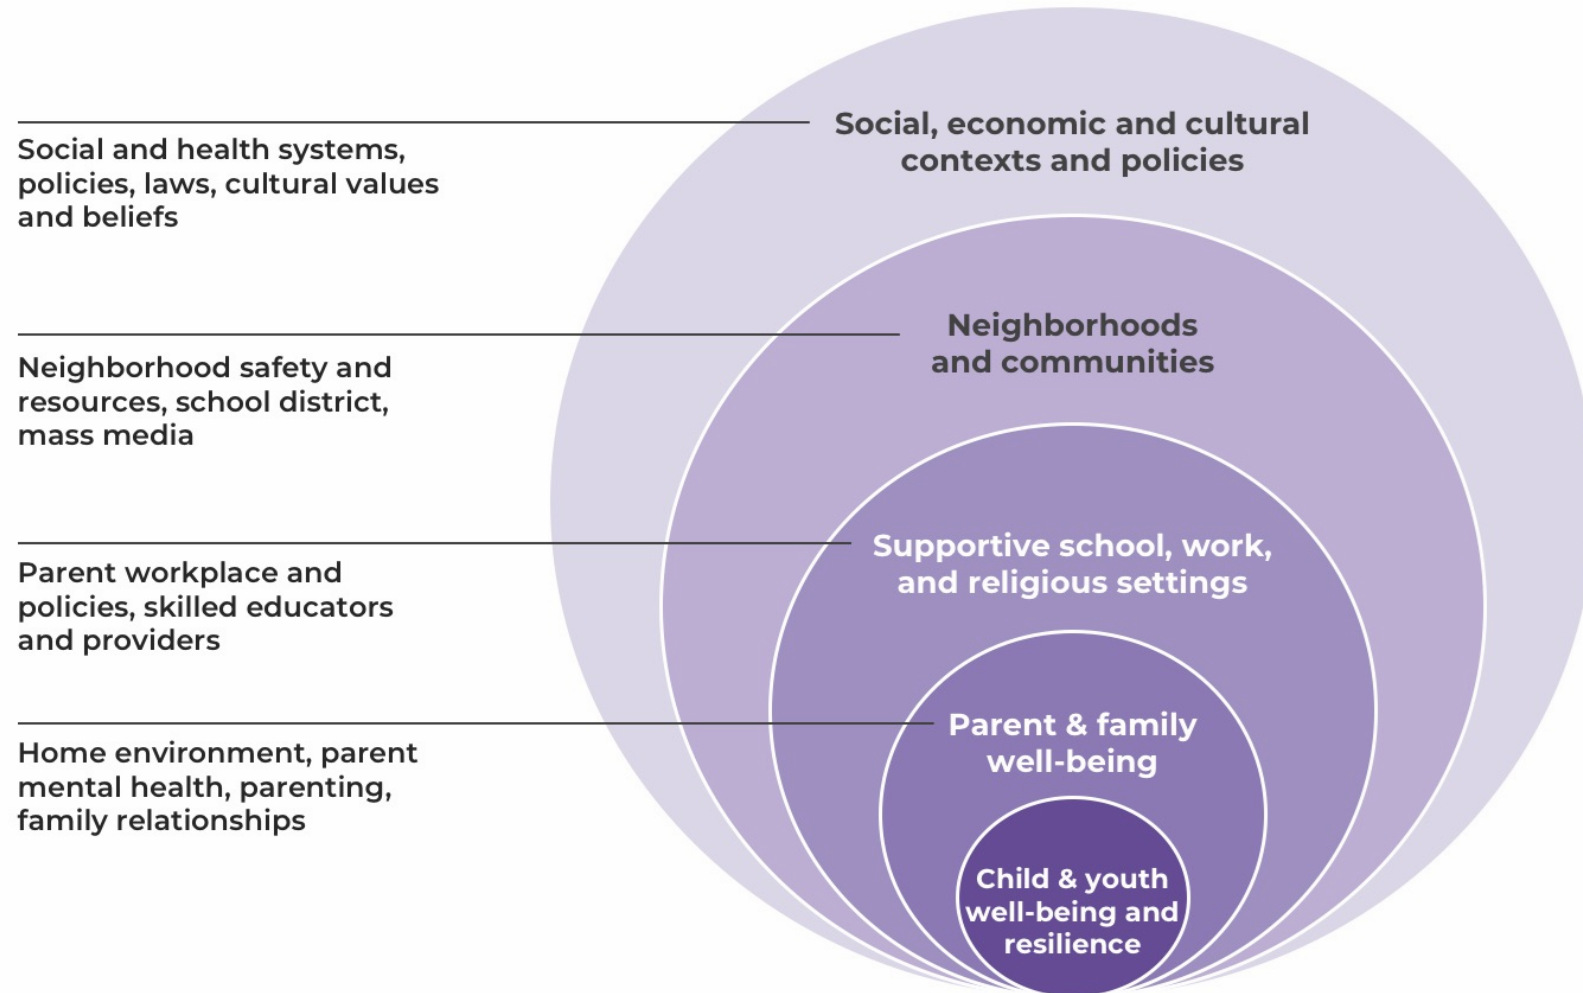 Social, economic and cultural
contexts and policies
Social and health systems,
policies, laws, cultural values
and beliefs
Neighborhoods
and communities
Neighborhood safety and
resources, school district,
mass media
Supportive school, work,
and religious settings
Parent workplace and
policies, skilled educators
and providers
Parent & family
well-being
Home environment, parent
mental health, parenting,
family relationships
Child & youth
well-being and
resilience